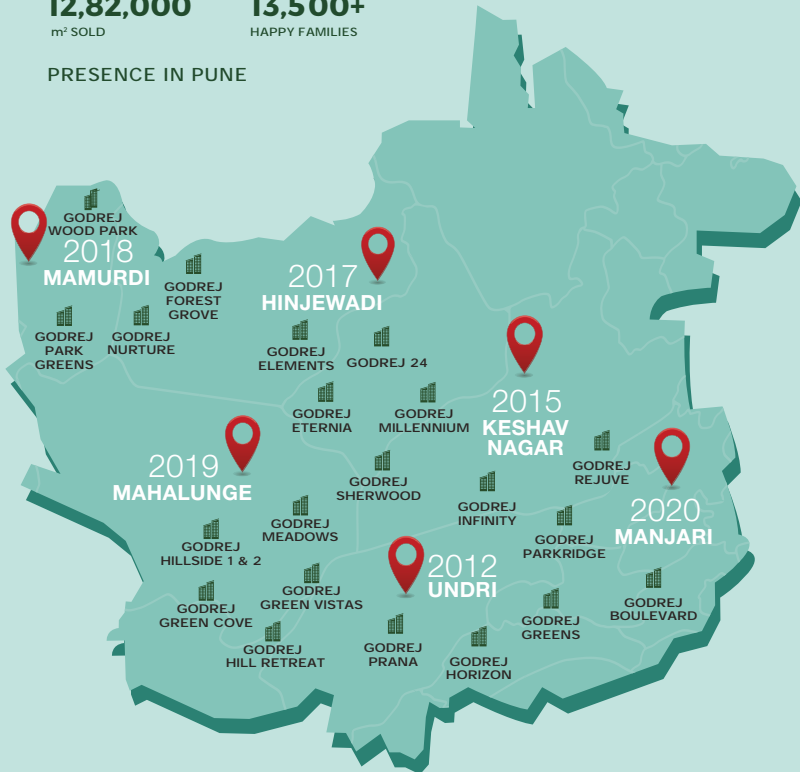 12,82,000
m² SOLD
13,500+
HAPPY FAMILIES
PRESENCE IN PUNE
GODREJ
WOOD PARK
2018
MAMURDI
GODREJ
FOREST
GROVE
GODREJ
PARK
GREENS
GODREJ
NURTURE
2017
HINJEWADI
GODREJ
ELEMENTS
GODREJ 24
GODREJ
ETERNIA
GODREJ
MILLENNIUM
2015
KESHAV
NAGAR
GODREJ
REJUVE
2019
MAHALUNGE
GODREJ
SHERWOOD
GODREJ
INFINITY
2020
MANJARI
GODREJ
MEADOWS
GODREJ
PARKRIDGE
GODREJ
HILLSIDE 1 & 2
2012
UNDRI
GODREJ
GREEN VISTAS
GODREJ
GREEN COVE
GODREJ
BOULEVARD
GODREJ
GREENS
GODREJ
HILL RETREAT
GODREJ
PRANA
GODREJ
HORIZON